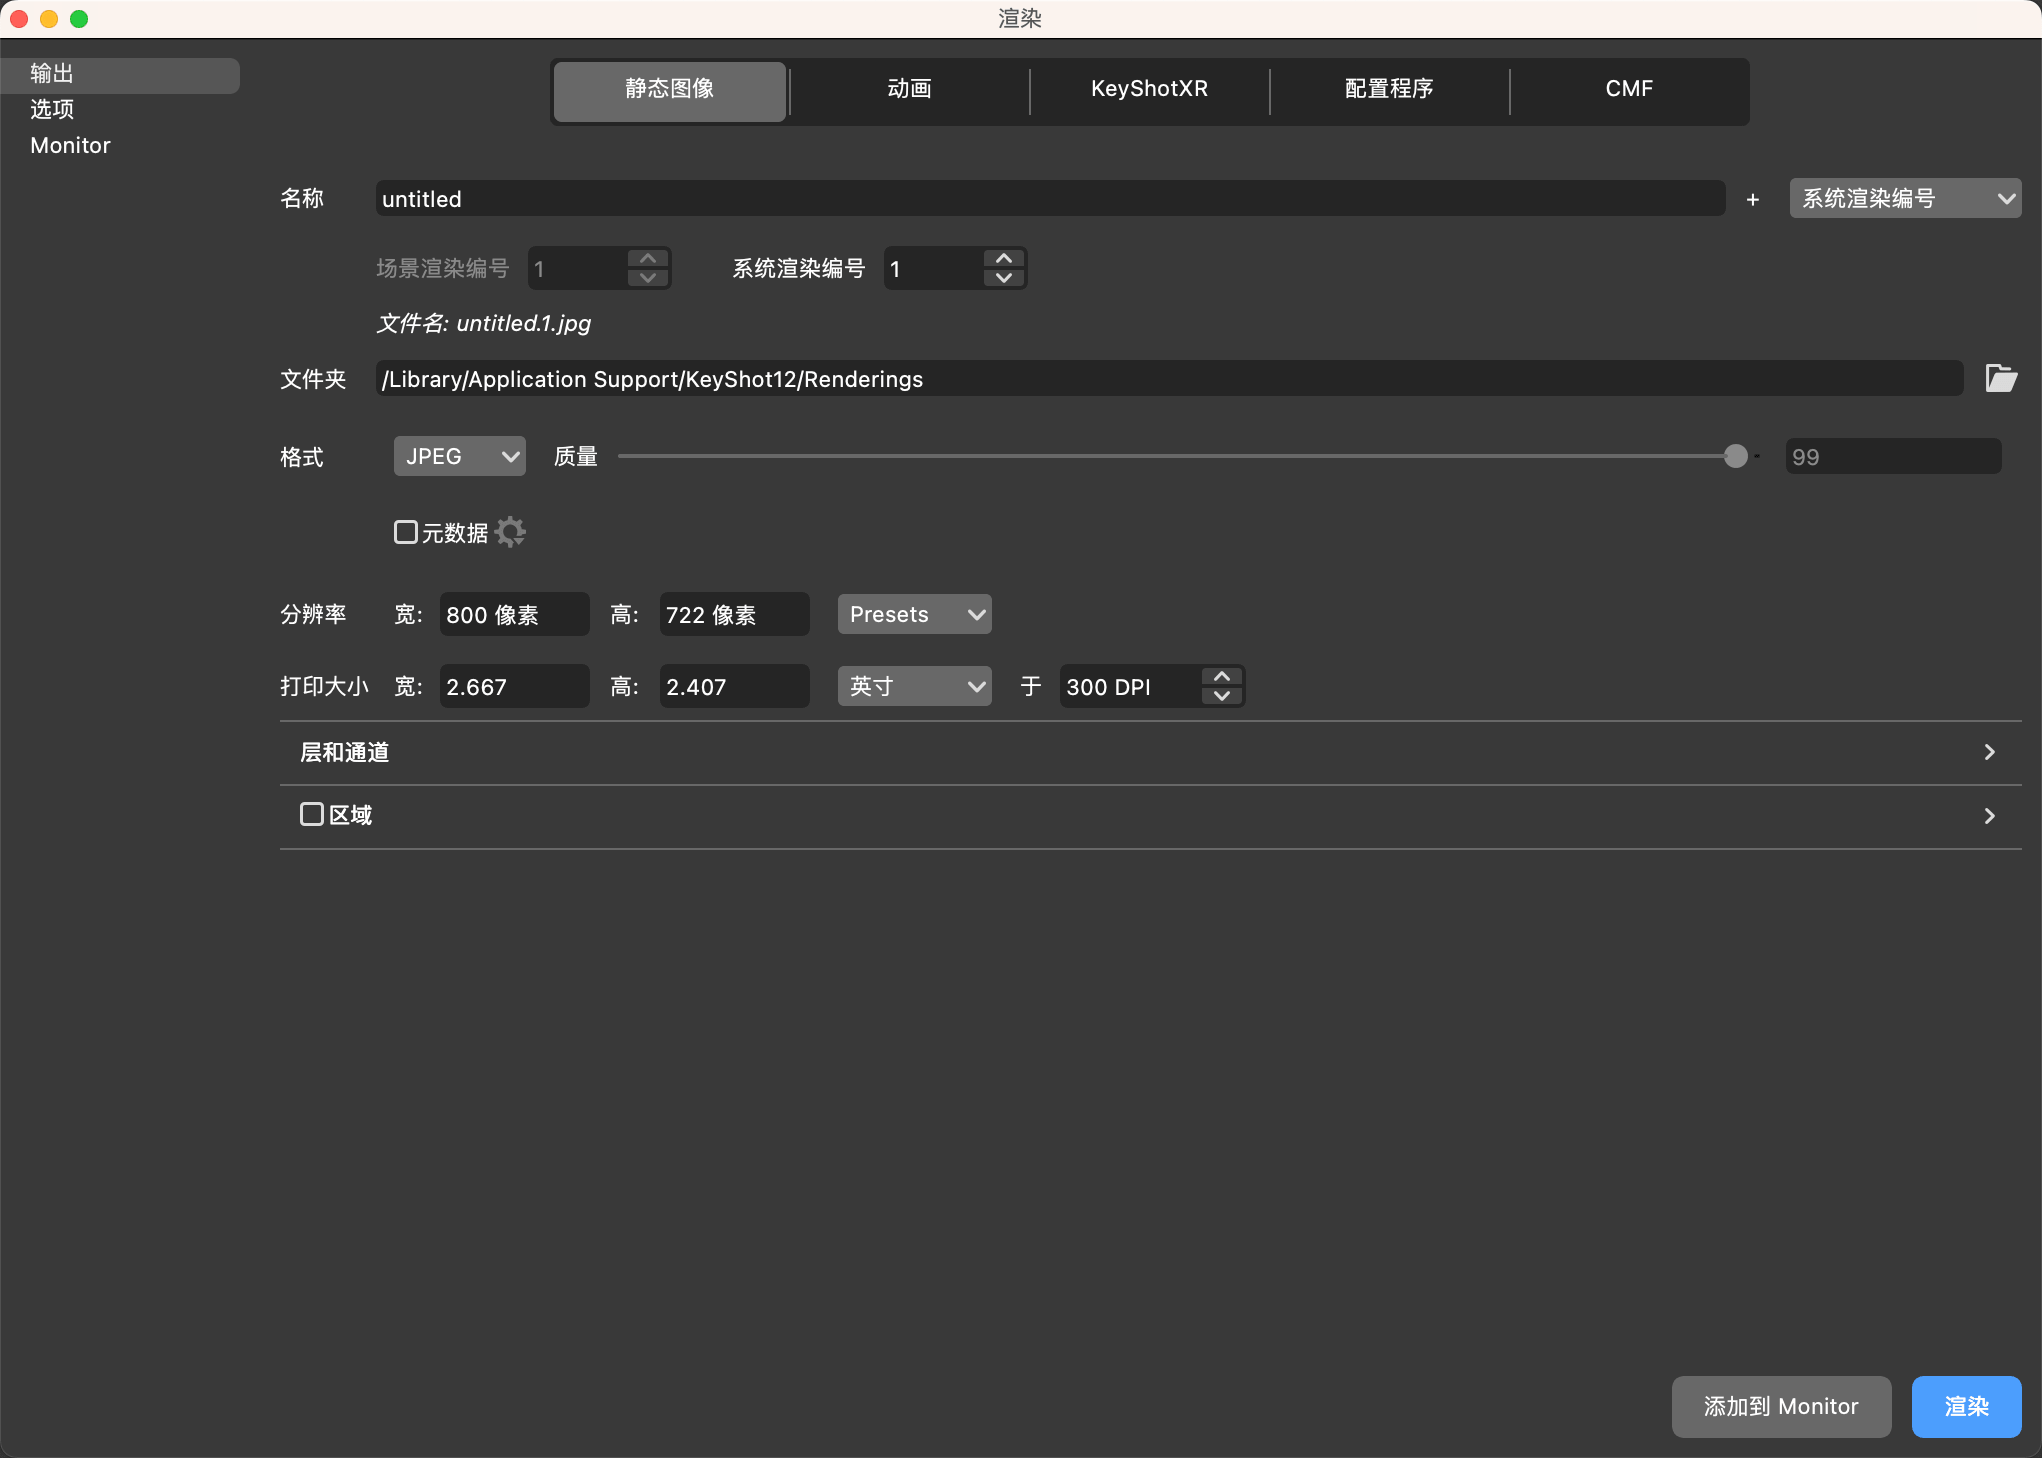 渲染
输出
选项
Monitor
静态图像 动画 KeyShotXR 配置程序 CMF
名称 untitled + 系统渲染编号
场景渲染编号 1 系统渲染编号 1
文件名: untitled.1.jpg
文件夹 /Library/Application Support/KeyShot12/Renderings
格式 JPEG 质量 99
元数据
分辨率 宽: 800 像素 高: 722 像素 Presets
打印大小 宽: 2.667 高: 2.407 英寸 于 300 DPI
层和通道
区域
添加到 Monitor 渲染